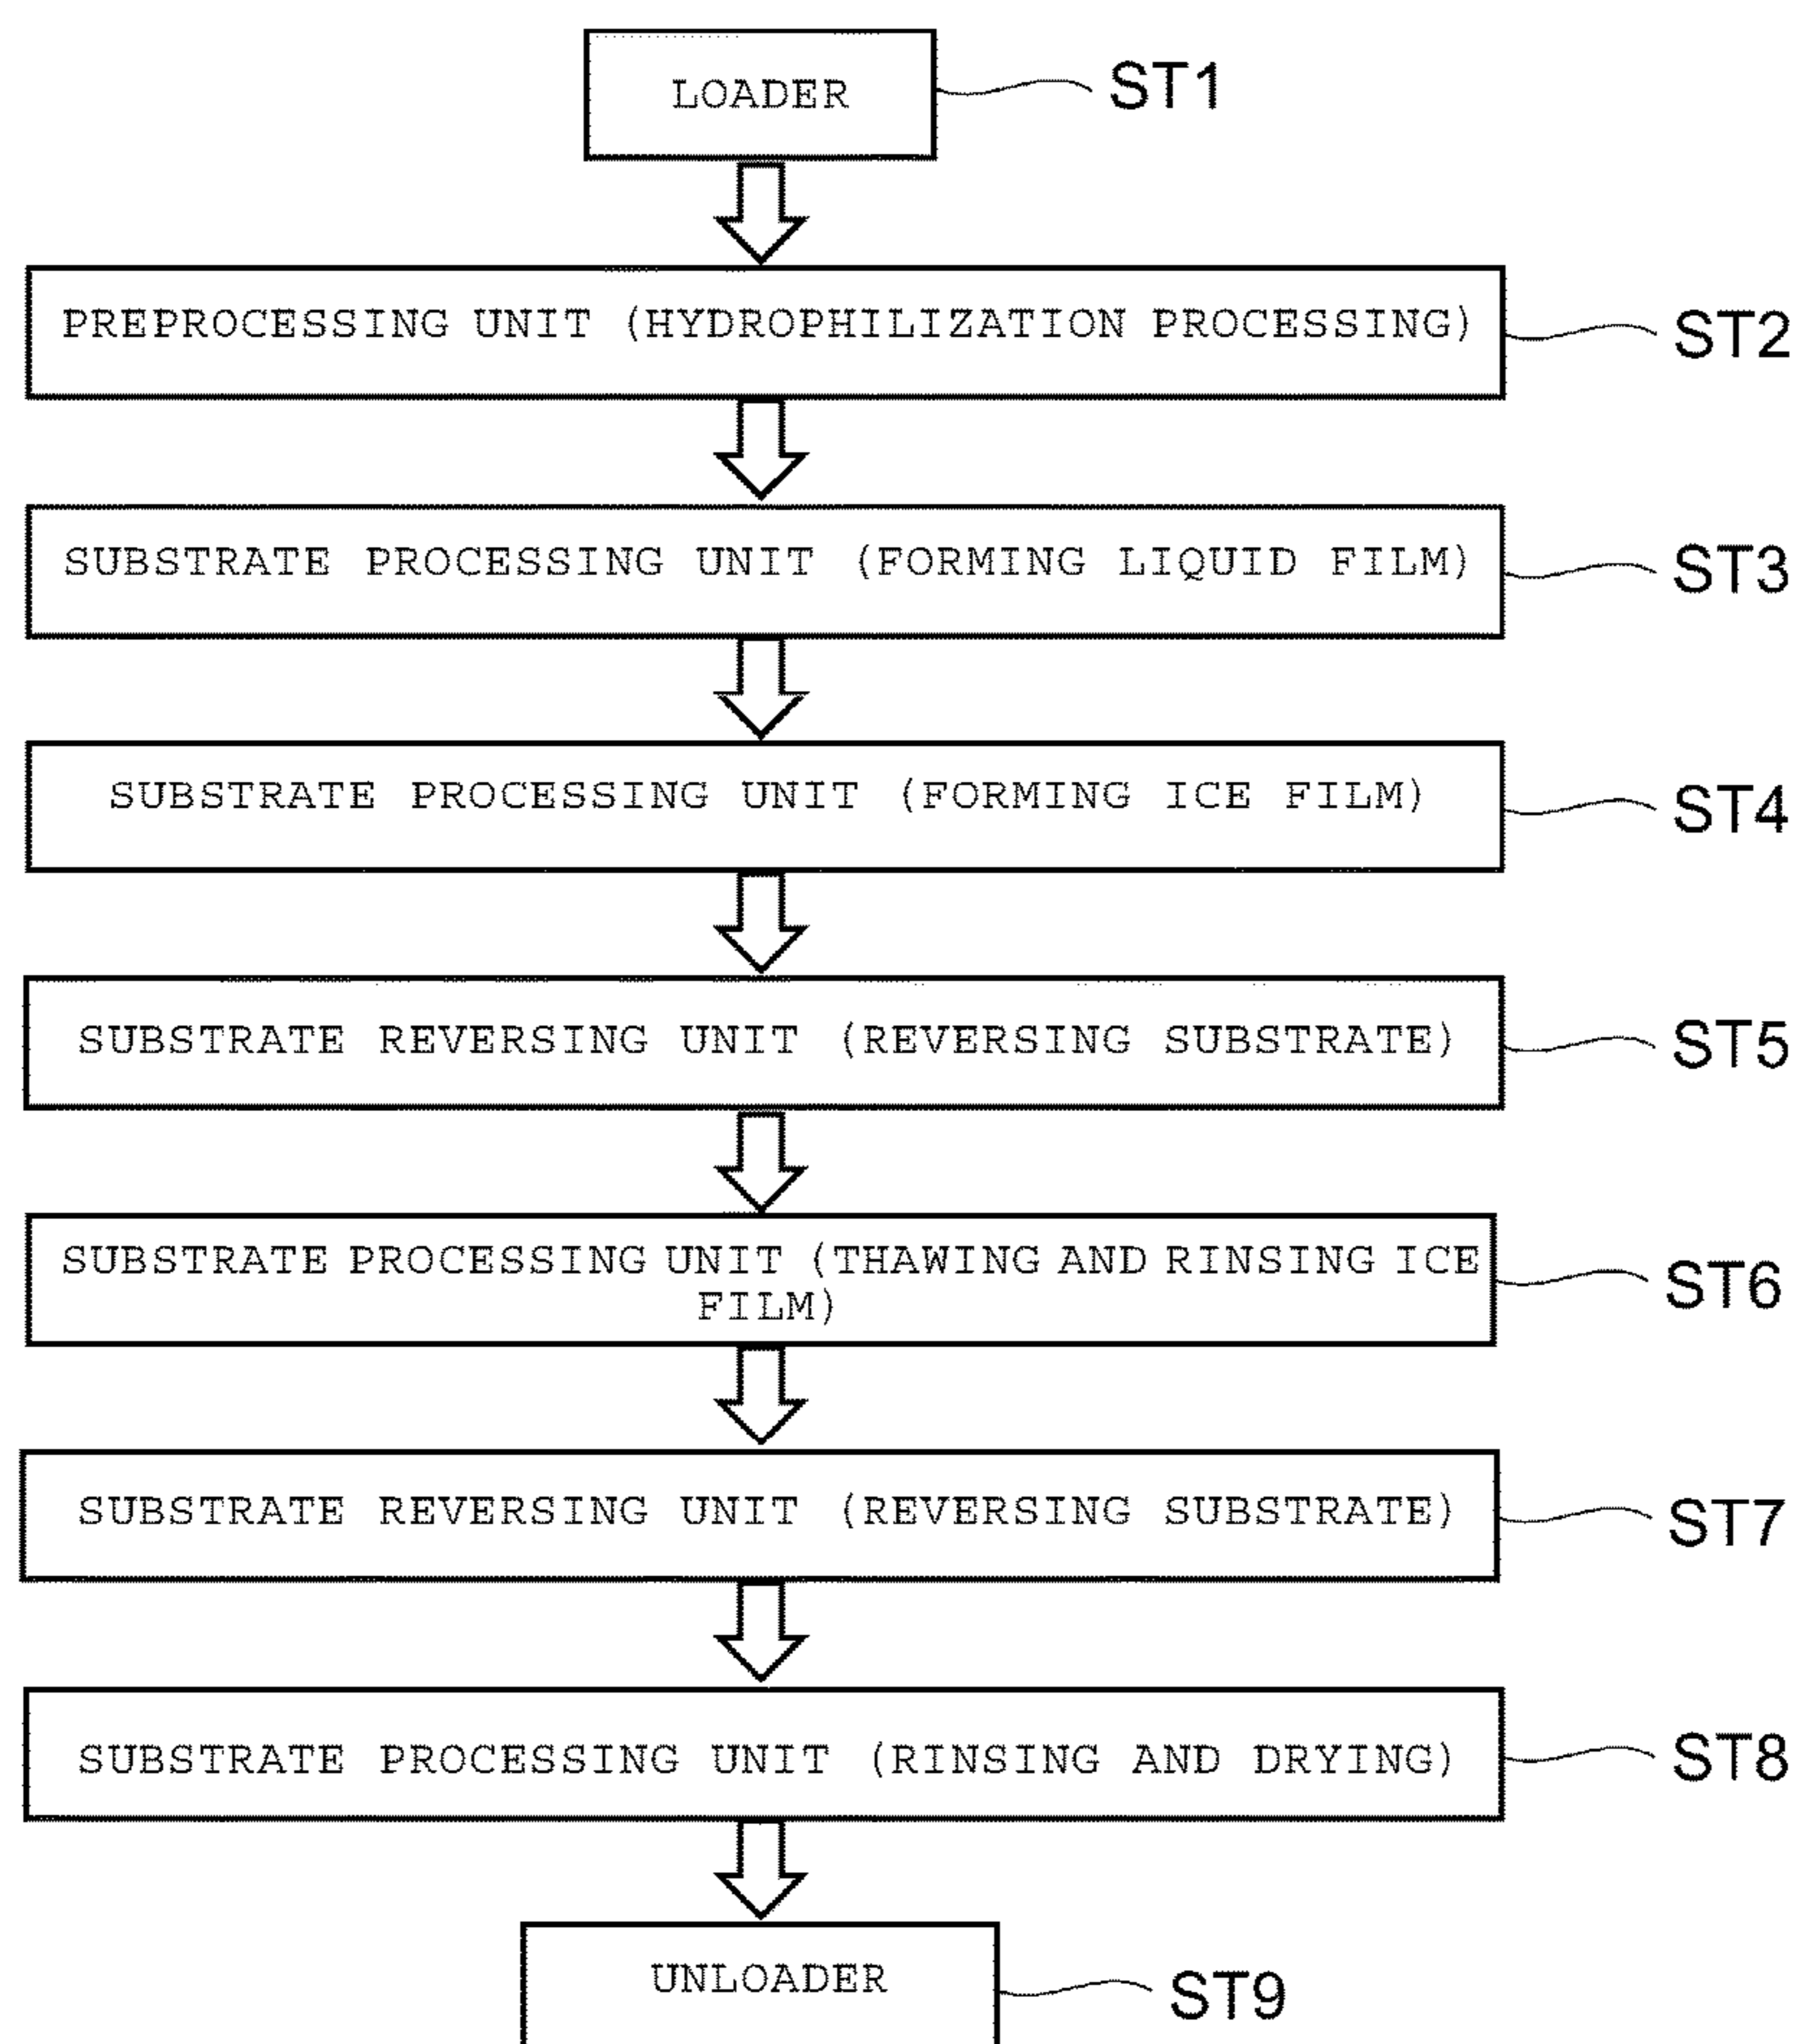 LOADER
ST1
PREPROCESSING UNIT (HYDROPHILIZATION PROCESSING)
ST2
SUBSTRATE PROCESSING UNIT (FORMING LIQUID FILM)
ST3
SUBSTRATE PROCESSING UNIT (FORMING ICE FILM)
ST4
SUBSTRATE REVERSING UNIT (REVERSING SUBSTRATE)
ST5
SUBSTRATE PROCESSING UNIT (THAWING AND RINSING ICE
FILM)
ST6
SUBSTRATE REVERSING UNIT (REVERSING SUBSTRATE)
ST7
SUBSTRATE PROCESSING UNIT (RINSING AND DRYING)
ST8
UNLOADER
ST9